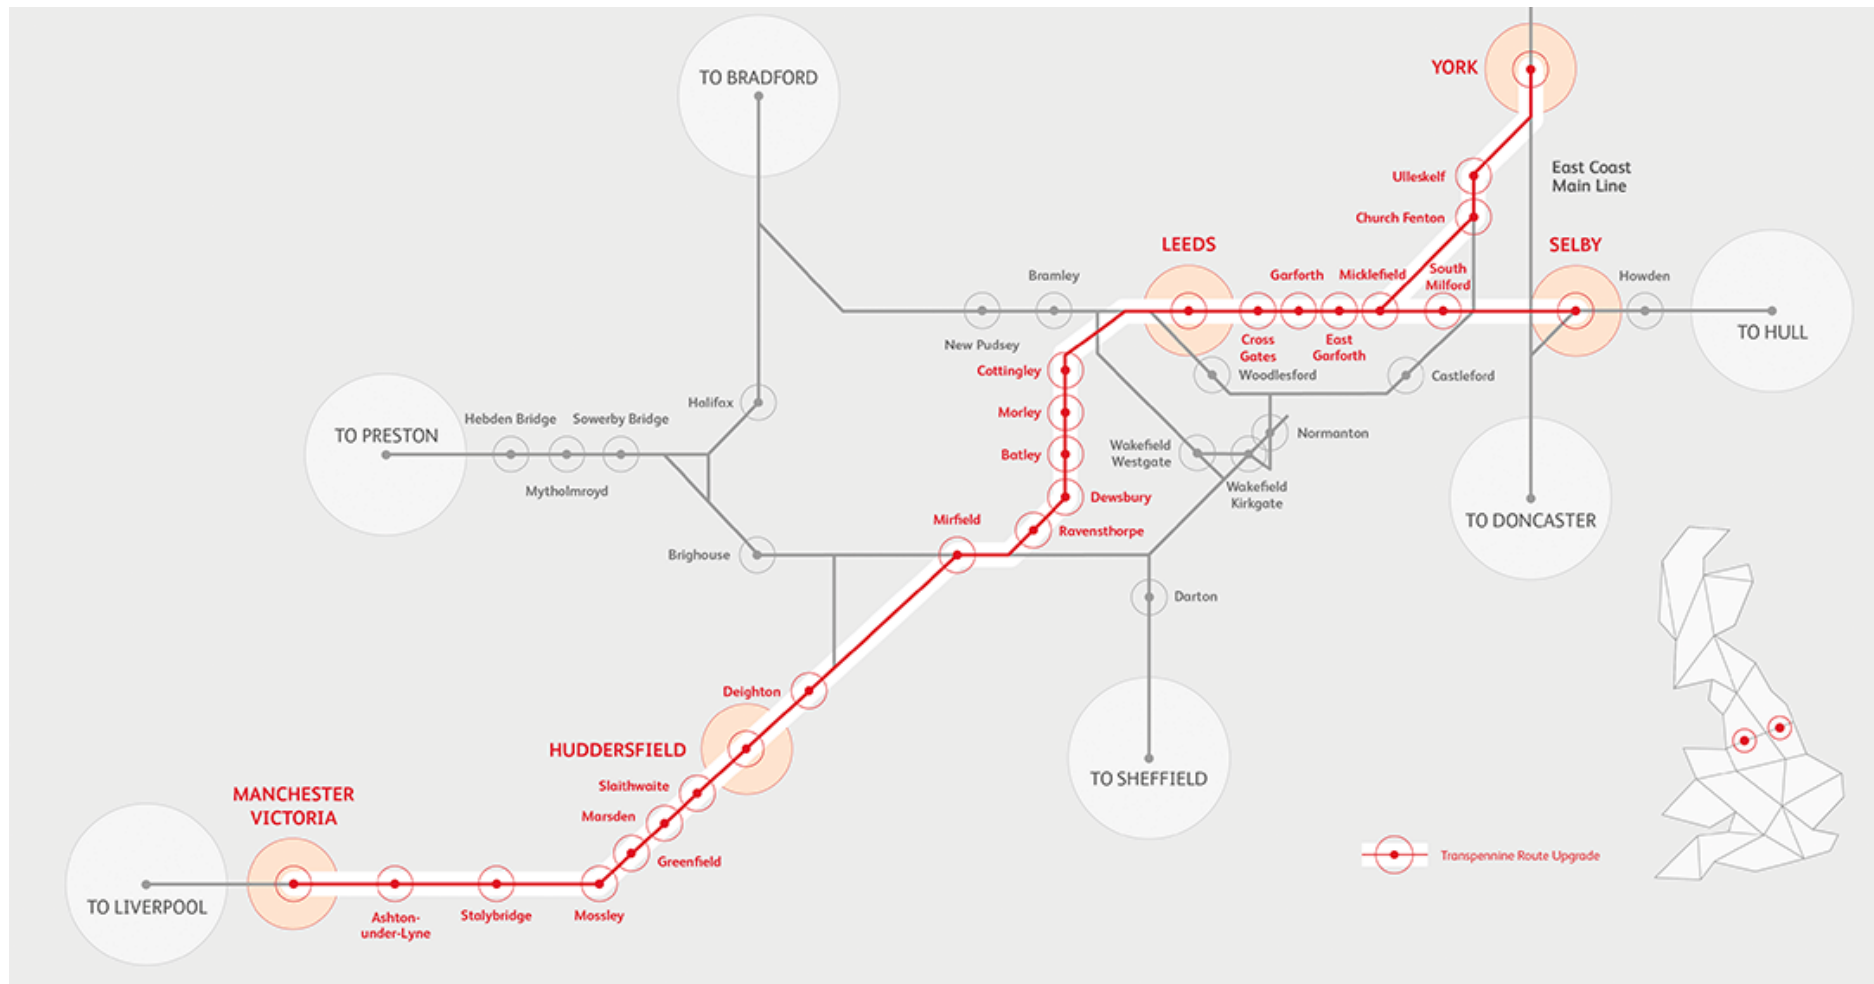 TO BRADFORD
YORK
East Coast
Main Line
Ulleskelf
Church Fenton
LEEDS
SELBY
Bramley
Garforth
Micklefield
South
Milford
Howden
TO HULL
New Pudsey
Cross
Gates
East
Garforth
Cottingley
Woodlesford
Castleford
Halifax
Morley
Hebden Bridge
Sowerby Bridge
TO PRESTON
Normanton
Wakefield
Westgate
Batley
Mytholmroyd
Wakefield
Kirkgate
Dewsbury
Mirfield
Ravensthorpe
TO DONCASTER
Brighouse
Darton
Deighton
HUDDERSFIELD
TO SHEFFIELD
Slaithwaite
MANCHESTER
VICTORIA
Marsden
Greenfield
Transpennine Route Upgrade
TO LIVERPOOL
Ashton-
under-Lyne
Stalybridge
Mossley